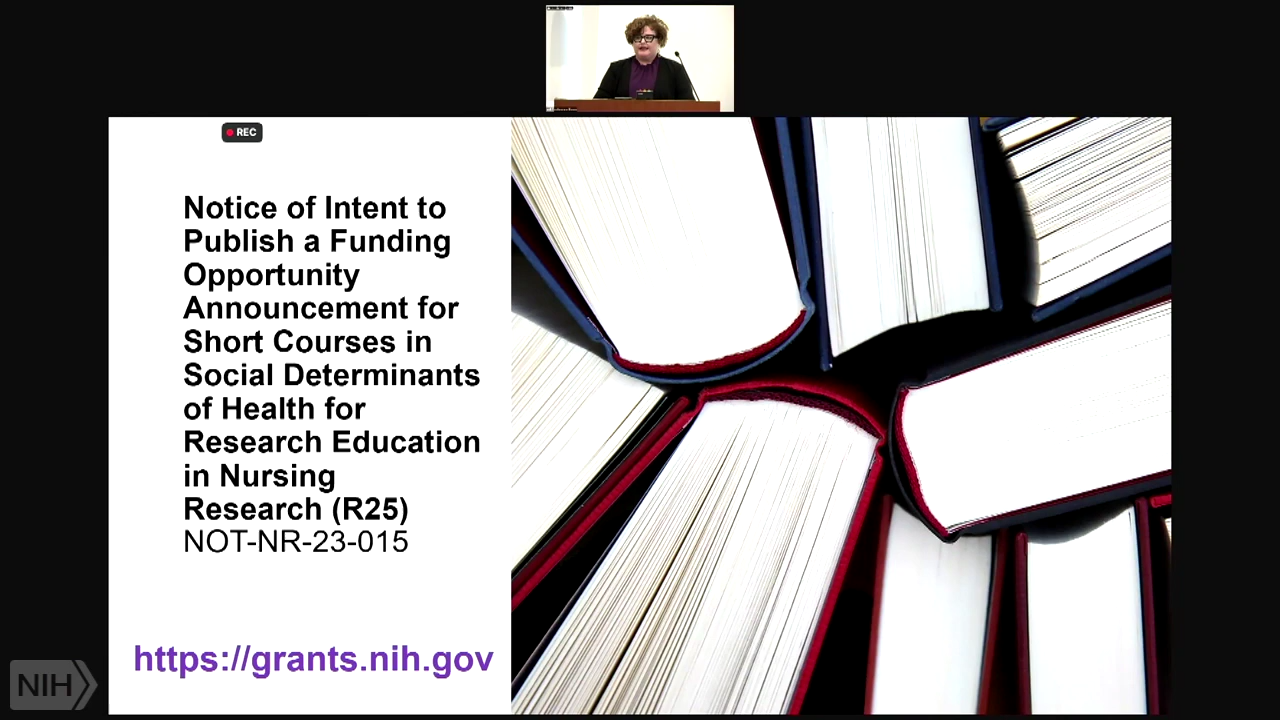 REC
Notice of Intent to
Publish a Funding
Opportunity
Announcement for
Short Courses in
Social Determinants
of Health for
Research Education
in Nursing
Research (R25)
NOT-NR-23-015
https://grants.nih.gov
NIH